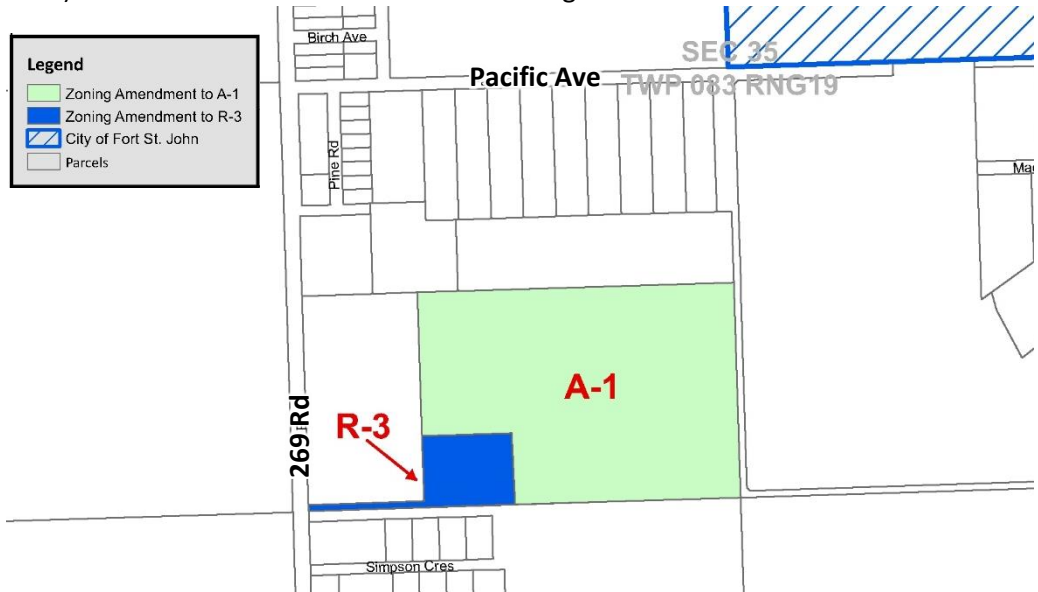 Birch Ave
SEC 35
Pacific Ave
TWP 083 RNG19
Legend
Zoning Amendment to A-1
Zoning Amendment to R-3
City of Fort St. John
Parcels
Pine Rd
A-1
R-3
269 Rd
Simpson Cres